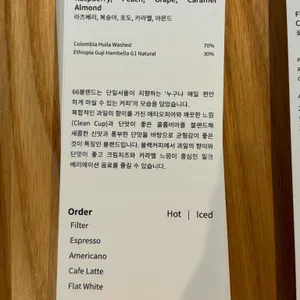 Raspberry, Peach, Grape, Caramel
Almond
라즈베리, 복숭아, 포도, 카라멜, 아몬드
Colombia Huila Washed 70%
Ethiopia Guji Hambella G1 Natural 30%
66블렌드는 단일서울이 지향하는 '누구나 매일 편안
하게 마실 수 있는 커피'의 모습을 담았습니다.
복합적인 과일의 향미를 가진 에티오피아와 깨끗한 느낌
(Clean Cup)과 단맛이 좋은 콜롬비아를 블렌드해
새콤한 신맛과 풍부한 단맛을 바탕으로 균형감이 좋은
것이 특징인 블렌드입니다. 블랙커피에서 과일의 향미와
단맛이 좋고 크림치즈와 카라멜 느낌이 중심인 밀크
베리에이션 음료를 즐길 수 있습니다.
Order Hot | Iced
Filter
Espresso
Americano
Cafe Latte
Flat White